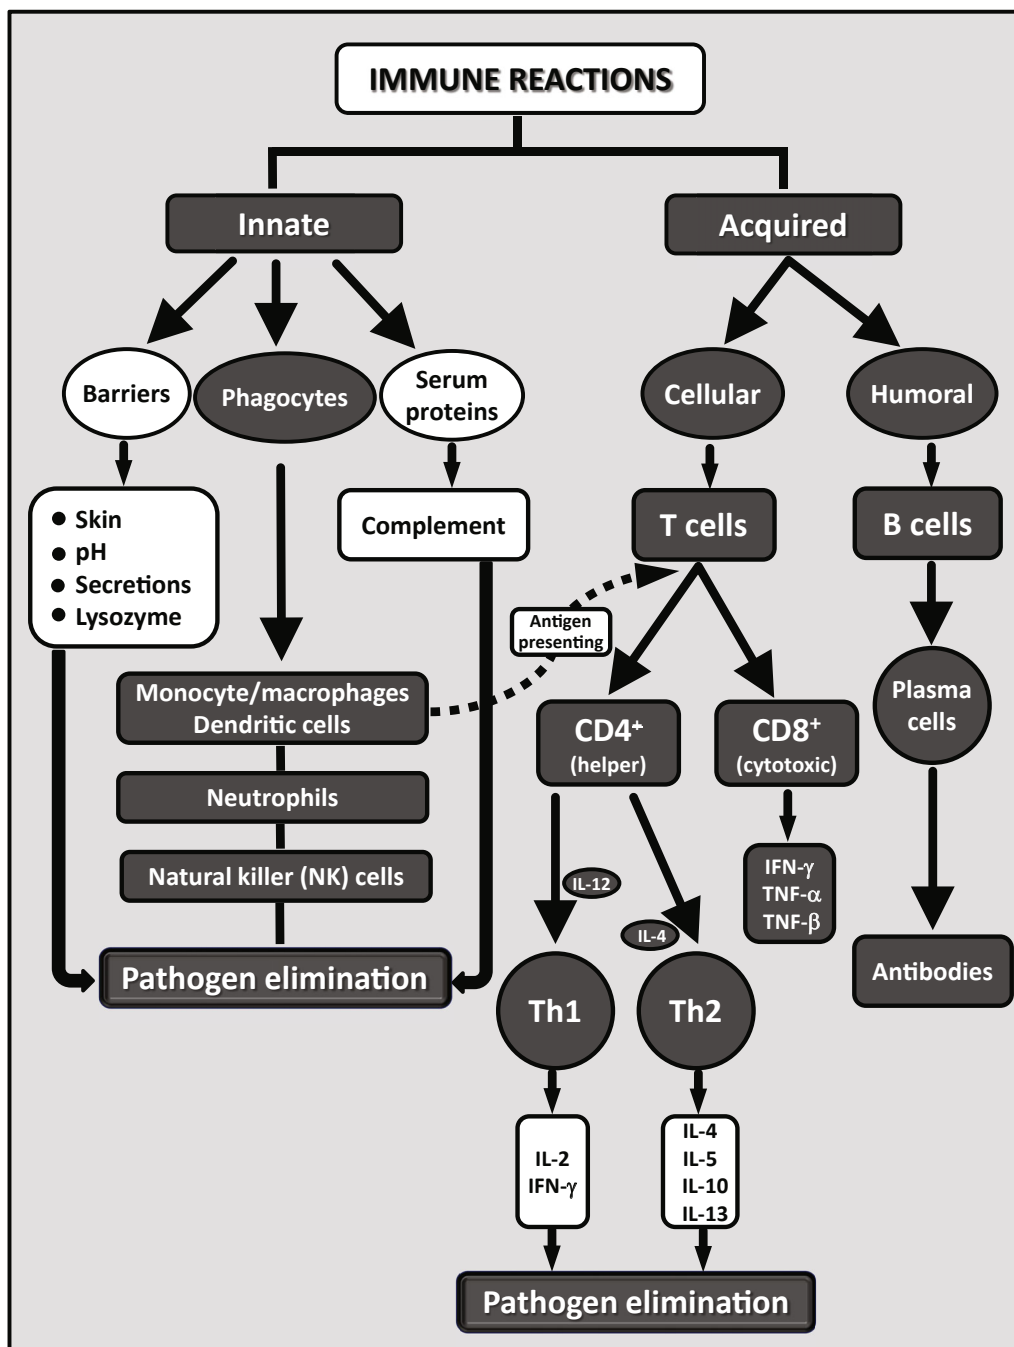 IMMUNE REACTIONS
Innate
Acquired
Barriers
Phagocytes
Serum
proteins
Cellular
Humoral
Skin
pH
Secretions
Lysozyme
Complement
T cells
B cells
Antigen
presenting
Monocyte/macrophages
Dendritic cells
Neutrophils
Natural killer (NK) cells
Pathogen elimination
CD4⁺
(helper)
CD8⁺
(cytotoxic)
Plasma
cells
IL-12
IL-4
IFN-γ
TNF-α
TNF-β
Antibodies
Th1
Th2
IL-2
IFN-γ
IL-4
IL-5
IL-10
IL-13
Pathogen elimination